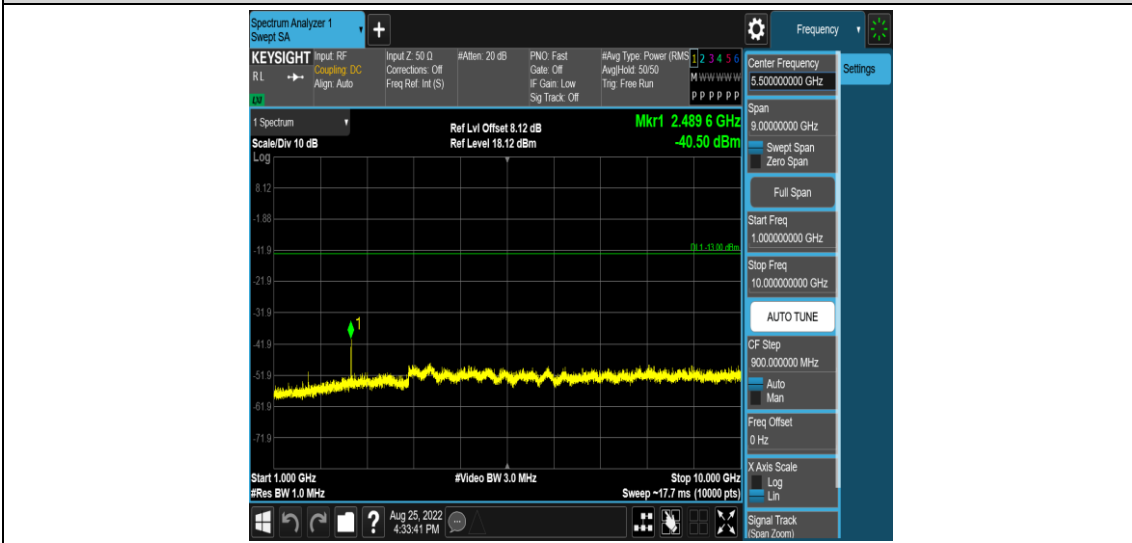 Spectrum Analyzer 1
Swept SA
Frequency
KEYSIGHT
Input: RF
Input Z: 50 Ω
#Atten: 20 dB
PNO: Fast
#Avg Type: Power (RMS
1 2 3 4 5 6
RL
Coupling: DC
Corrections: Off
Gate: Off
Avg|Hold: 50/50
M W W W W W
Align: Auto
Freq Ref: Int (S)
IF Gain: Low
Trig: Free Run
Sig Track: Off
P P P P P P
LXI
1 Spectrum
Ref Lvl Offset 8.12 dB
Mkr1 2.489 6 GHz
Scale/Div 10 dB
Ref Level 18.12 dBm
-40.50 dBm
Log
8.12
-1.88
-11.9
DL1 -13.00 dBm
-21.9
-31.9
1
-41.9
-51.9
-61.9
-71.9
Start 1.000 GHz
#Video BW 3.0 MHz
Stop 10.000 GHz
#Res BW 1.0 MHz
Sweep ~17.7 ms (10000 pts)
Aug 25, 2022
4:33:41 PM
Center Frequency
5.50000000 GHz
Settings
Span
9.00000000 GHz
Swept Span
Zero Span
Full Span
Start Freq
1.000000000 GHz
Stop Freq
10.000000000 GHz
AUTO TUNE
CF Step
900.000000 MHz
Auto
Man
Freq Offset
0 Hz
X Axis Scale
Log
Lin
Signal Track
(Span Zoom)